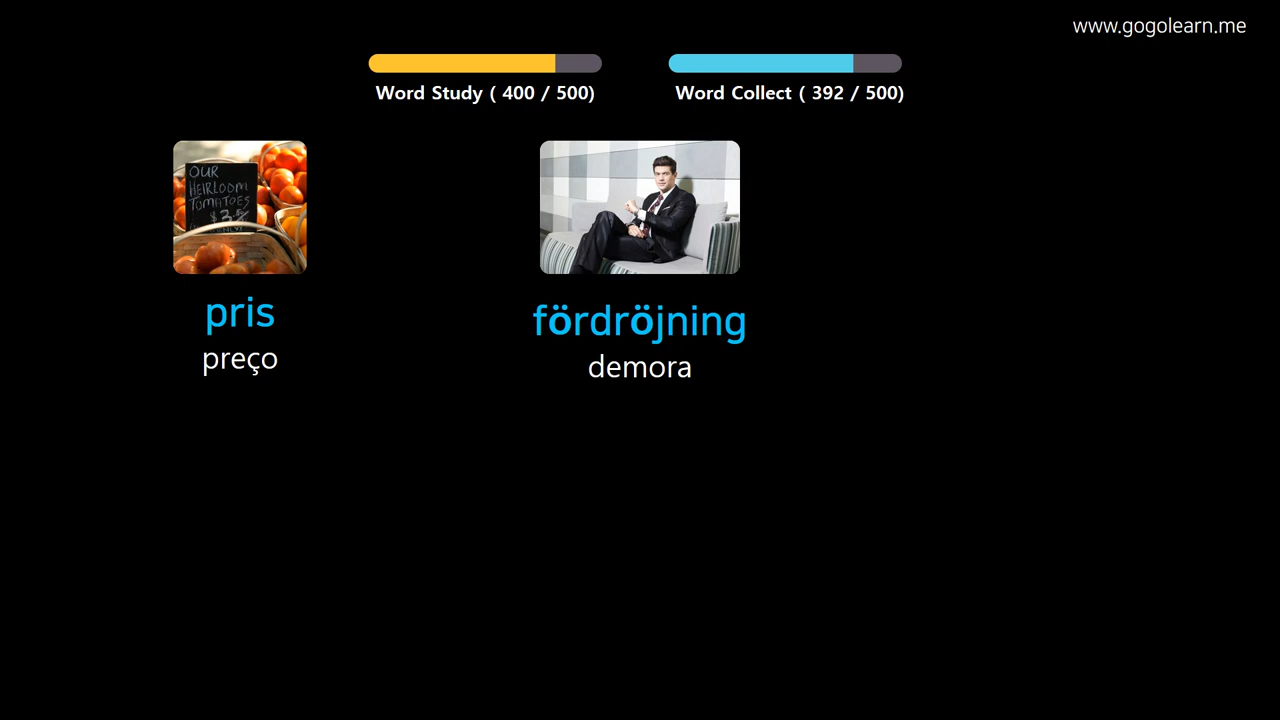 www.gogolearn.me
Word Study ( 400 / 500)
Word Collect ( 392 / 500)
OUR
HEIRLOOM
TOMATOES
pris
preço
fördröjning
demora